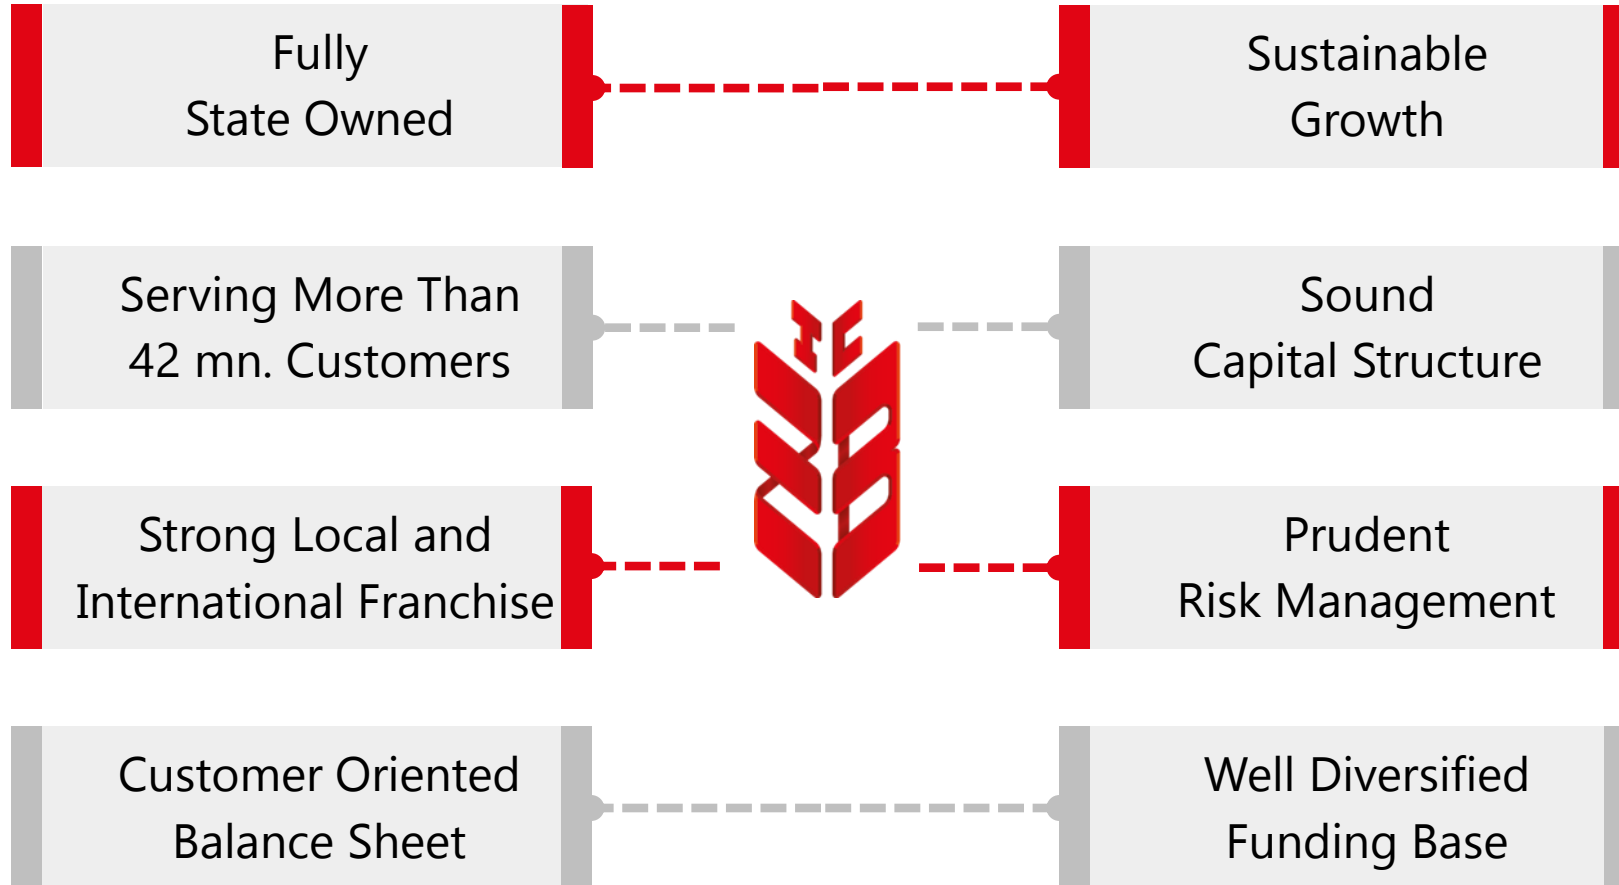 Fully
State Owned
Sustainable
Growth
Serving More Than
42 mn. Customers
Sound
Capital Structure
TC
Strong Local and
International Franchise
Prudent
Risk Management
Customer Oriented
Balance Sheet
Well Diversified
Funding Base